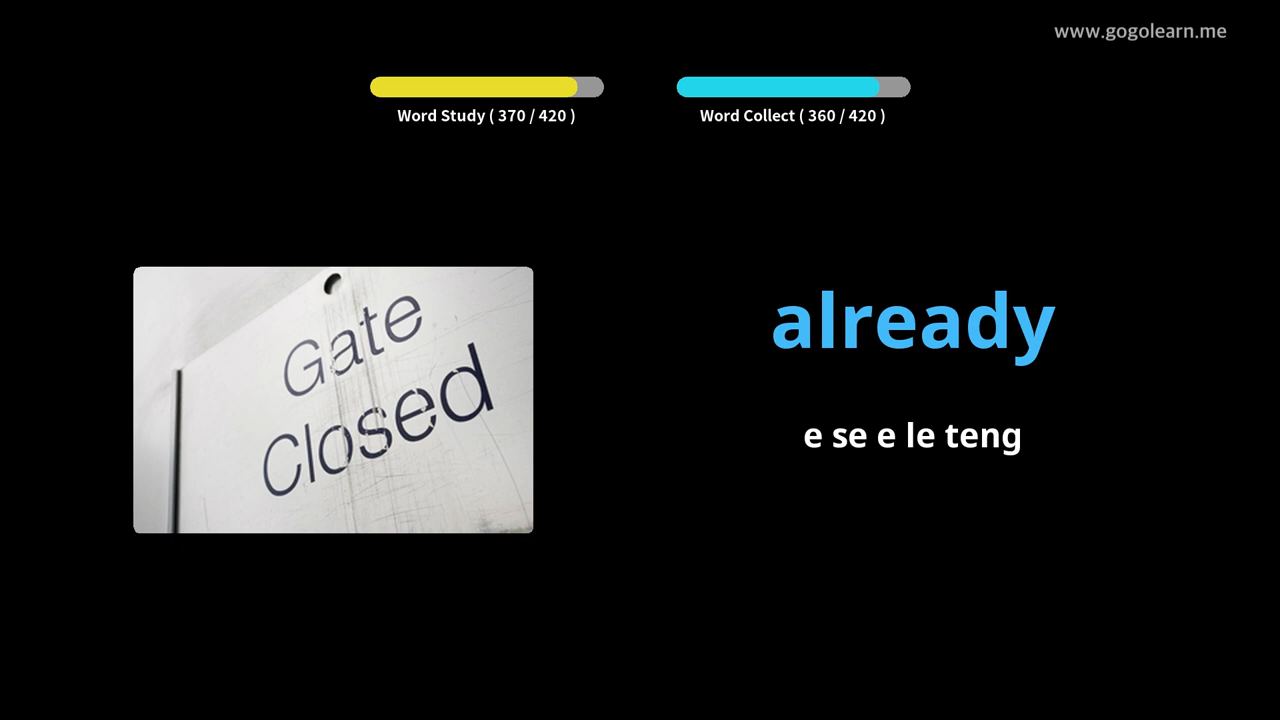 www.gogolearn.me
Word Study ( 370 / 420 )
Word Collect ( 360 / 420 )
Gate
Closed
already
e se e le teng